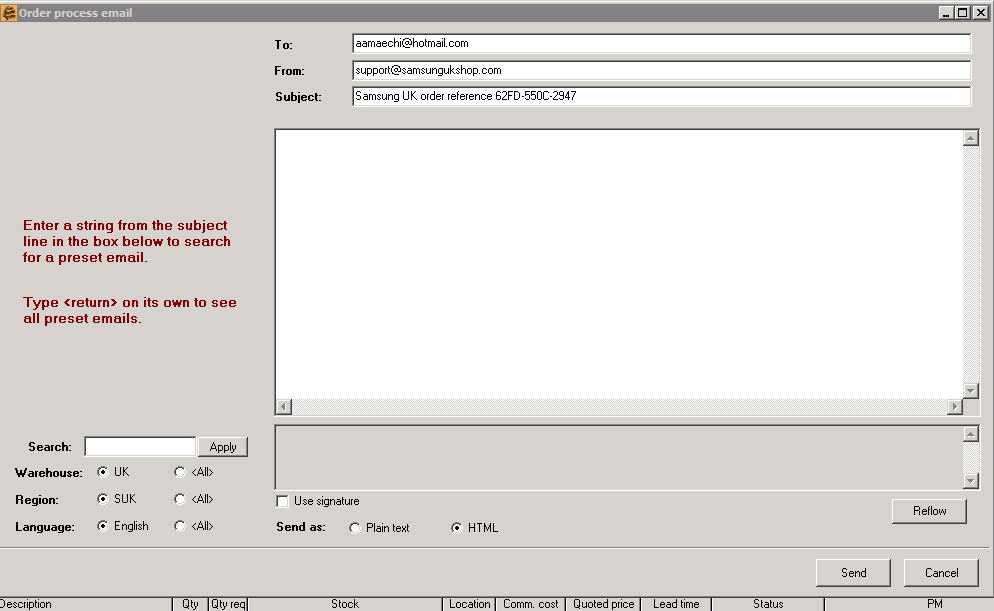 Order process email
To: aamaechi@hotmail.com
From: support@samsungukshop.com
Subject: Samsung UK order reference 62FD-550C-2947
Enter a string from the subject
line in the box below to search
for a preset email.
Type <return> on its own to see
all preset emails.
Search: Apply
Warehouse: UK <All>
Region: SUK <All>
Language: English <All>
Use signature
Send as: Plain text HTML
Reflow
Send Cancel
Description Qty Qty req Stock Location Comm. cost Quoted price Lead time Status PM